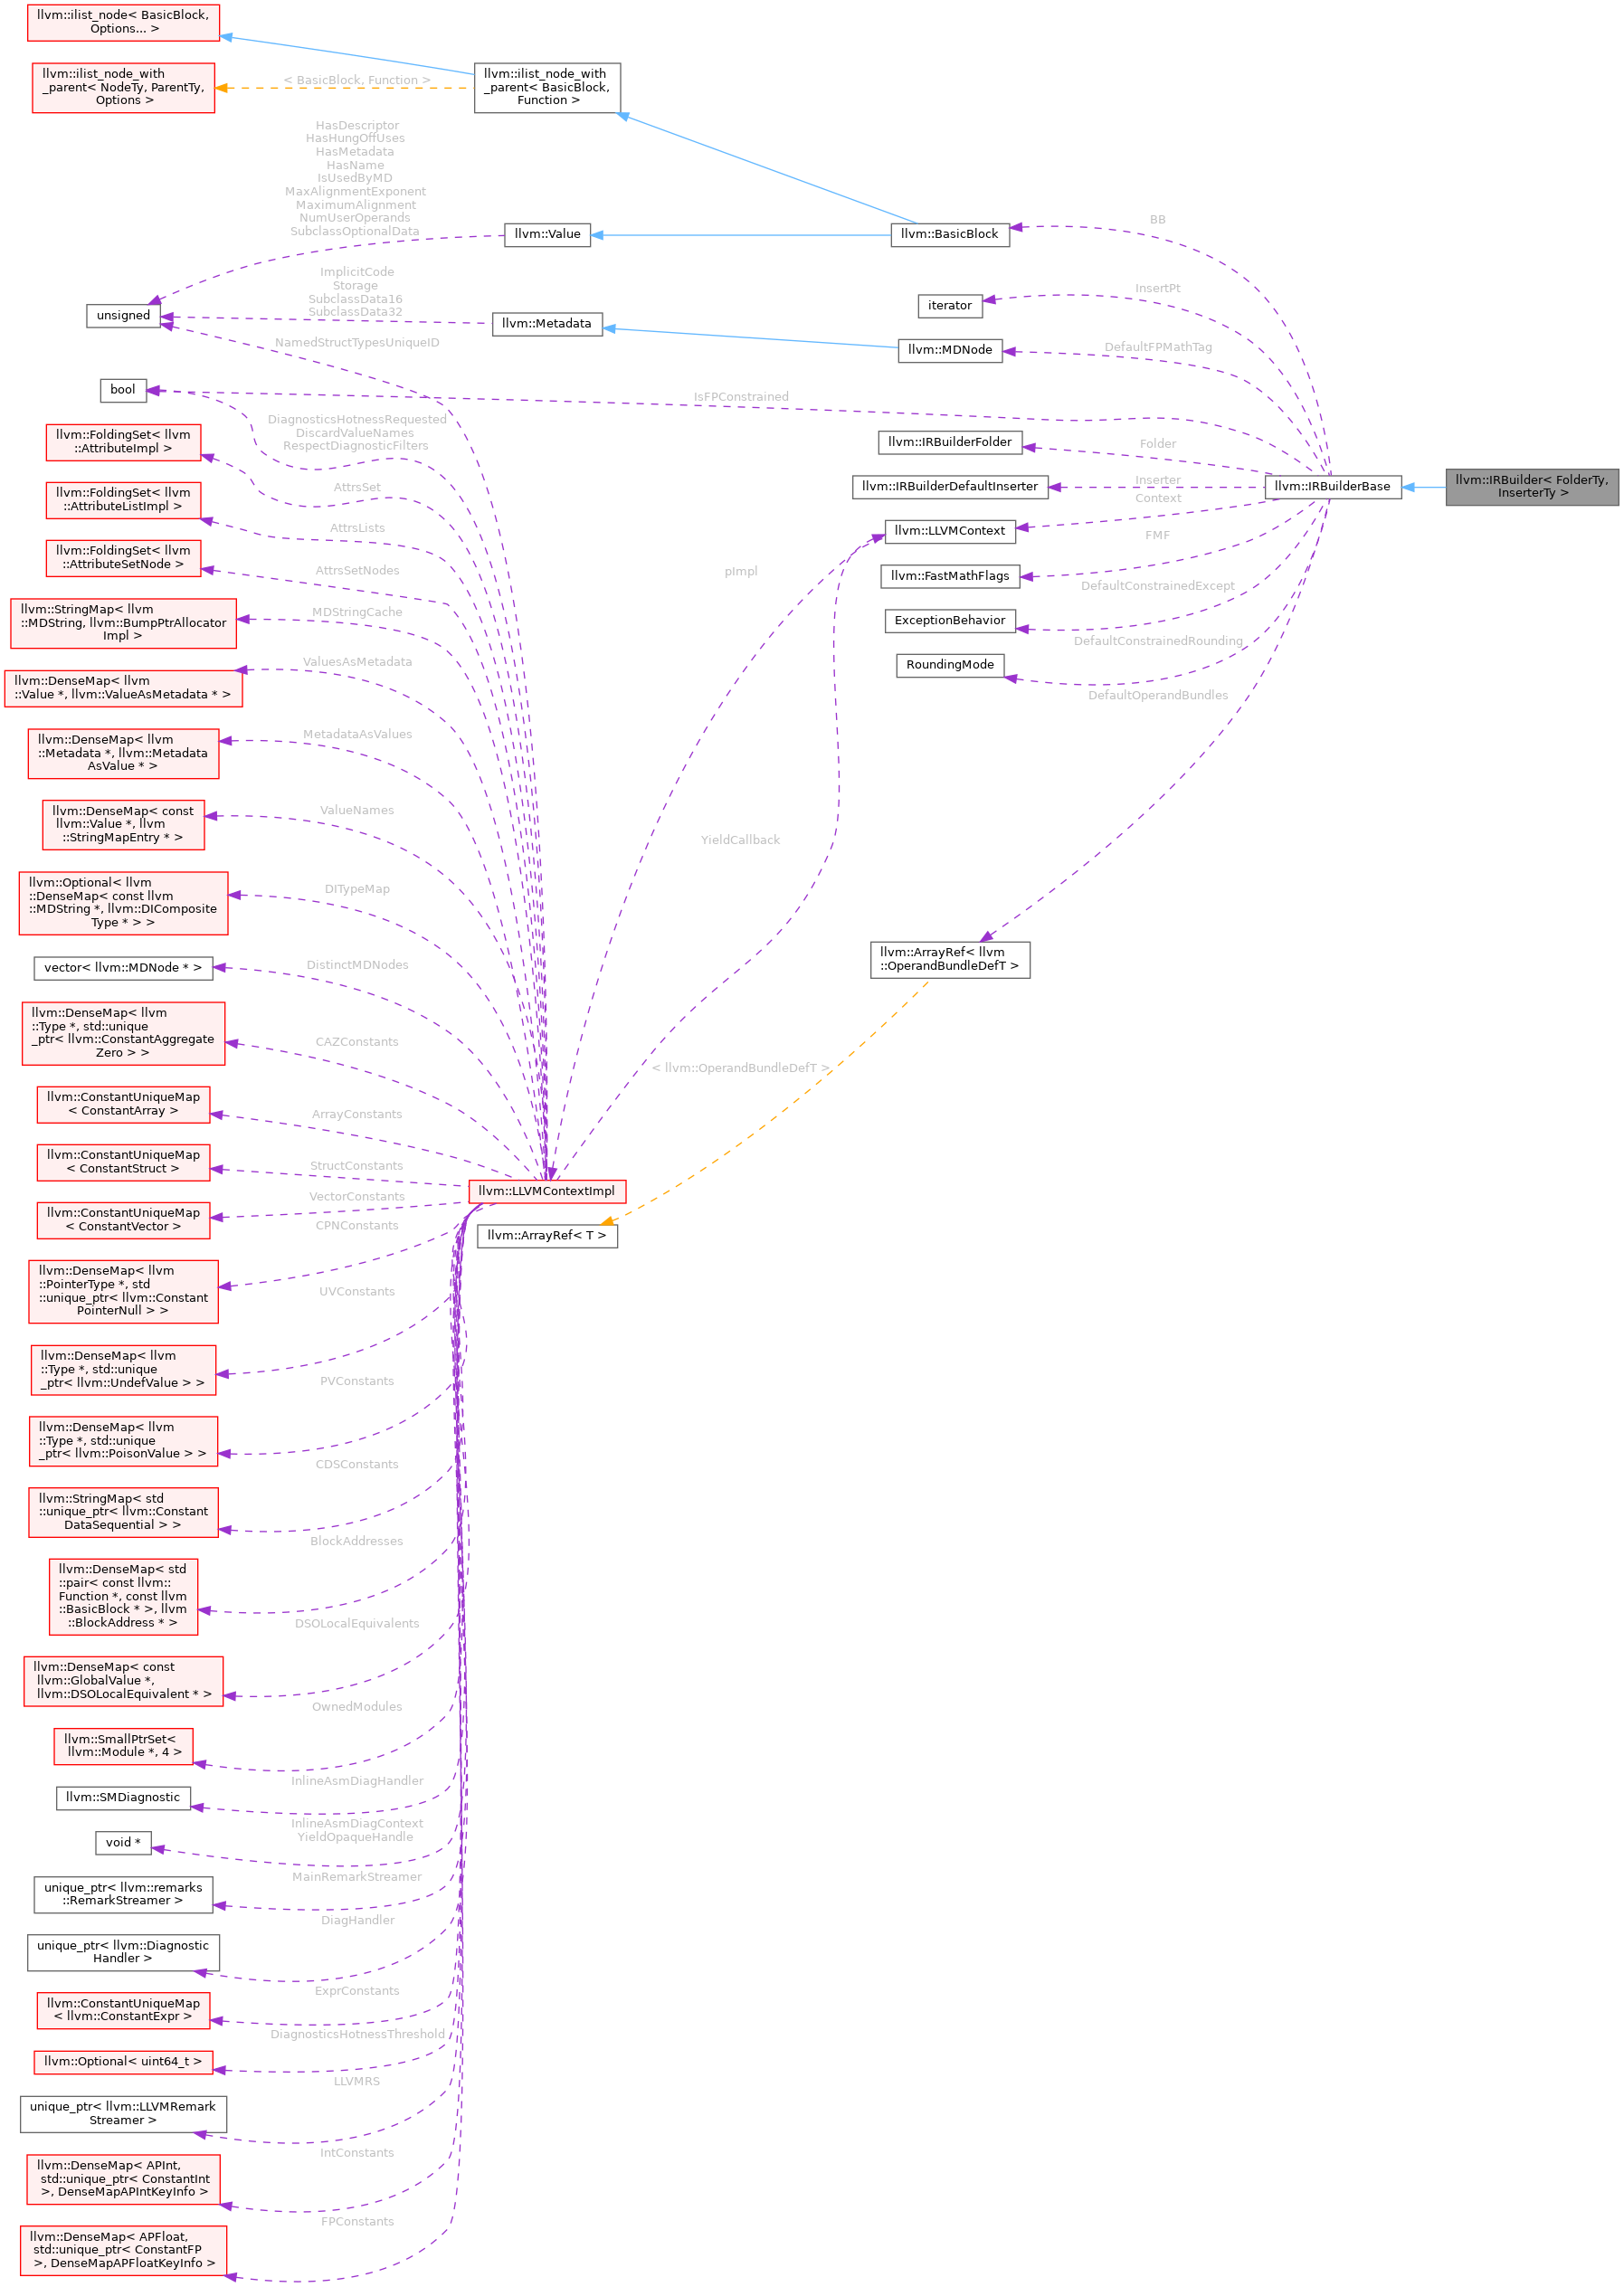 llvm::ilist_node< BasicBlock,
Options... >
llvm::ilist_node_with
_parent< NodeTy, ParentTy,
Options >
< BasicBlock, Function >
llvm::ilist_node_with
_parent< BasicBlock,
Function >
HasDescriptor
HasHungOffUses
HasMetadata
HasName
IsUsedByMD
MaxAlignmentExponent
MaximumAlignment
NumUserOperands
SubclassOptionalData
llvm::Value
llvm::BasicBlock
BB
ImplicitCode
Storage
SubclassData16
SubclassData32
unsigned
llvm::Metadata
iterator
InsertPt
llvm::MDNode
DefaultFPMathTag
NamedStructTypesUniqueID
bool
IsFPConstrained
DiagnosticsHotnessRequested
DiscardValueNames
RespectDiagnosticFilters
llvm::FoldingSet< llvm
::AttributeImpl >
llvm::IRBuilderFolder
Folder
AttrsSet
llvm::FoldingSet< llvm
::AttributeListImpl >
llvm::IRBuilderDefaultInserter
Inserter
llvm::IRBuilderBase
llvm::IRBuilder< FolderTy,
InserterTy >
Context
AttrsLists
llvm::LLVMContext
FMF
llvm::FoldingSet< llvm
::AttributeSetNode >
AttrsSetNodes
pImpl
llvm::FastMathFlags
DefaultConstrainedExcept
llvm::StringMap< llvm
::MDString, llvm::BumpPtrAllocator
Impl >
MDStringCache
ExceptionBehavior
DefaultConstrainedRounding
ValuesAsMetadata
RoundingMode
llvm::DenseMap< llvm
::Value *, llvm::ValueAsMetadata * >
DefaultOperandBundles
MetadataAsValues
llvm::DenseMap< llvm
::Metadata *, llvm::Metadata
AsValue * >
ValueNames
llvm::DenseMap< const
llvm::Value *, llvm
::StringMapEntry * >
YieldCallback
DITypeMap
llvm::Optional< llvm
::DenseMap< const llvm
::MDString *, llvm::DIComposite
Type * > >
llvm::ArrayRef< llvm
::OperandBundleDefT >
vector< llvm::MDNode * >
DistinctMDNodes
llvm::DenseMap< llvm
::Type *, std::unique
_ptr< llvm::ConstantAggregate
Zero > >
CAZConstants
< llvm::OperandBundleDefT >
llvm::ConstantUniqueMap
< ConstantArray >
ArrayConstants
llvm::ConstantUniqueMap
< ConstantStruct >
StructConstants
llvm::LLVMContextImpl
VectorConstants
llvm::ConstantUniqueMap
< ConstantVector >
CPNConstants
llvm::ArrayRef< T >
llvm::DenseMap< llvm
::PointerType *, std
::unique_ptr< llvm::Constant
PointerNull > >
UVConstants
llvm::DenseMap< llvm
::Type *, std::unique
_ptr< llvm::UndefValue > >
PVConstants
llvm::DenseMap< llvm
::Type *, std::unique
_ptr< llvm::PoisonValue > >
CDSConstants
llvm::StringMap< std
::unique_ptr< llvm::Constant
DataSequential > >
BlockAddresses
llvm::DenseMap< std
::pair< const llvm::
Function *, const llvm
::BasicBlock * >, llvm
::BlockAddress * >
DSOLocalEquivalents
llvm::DenseMap< const
llvm::GlobalValue *,
llvm::DSOLocalEquivalent * >
OwnedModules
llvm::SmallPtrSet<
llvm::Module *, 4 >
InlineAsmDiagHandler
llvm::SMDiagnostic
InlineAsmDiagContext
YieldOpaqueHandle
void *
MainRemarkStreamer
unique_ptr< llvm::remarks
::RemarkStreamer >
DiagHandler
unique_ptr< llvm::Diagnostic
Handler >
ExprConstants
llvm::ConstantUniqueMap
< llvm::ConstantExpr >
DiagnosticsHotnessThreshold
llvm::Optional< uint64_t >
LLVMRS
unique_ptr< llvm::LLVMRemark
Streamer >
IntConstants
llvm::DenseMap< APInt,
std::unique_ptr< ConstantInt
>, DenseMapAPIntKeyInfo >
FPConstants
llvm::DenseMap< APFloat,
std::unique_ptr< ConstantFP
>, DenseMapAPFloatKeyInfo >